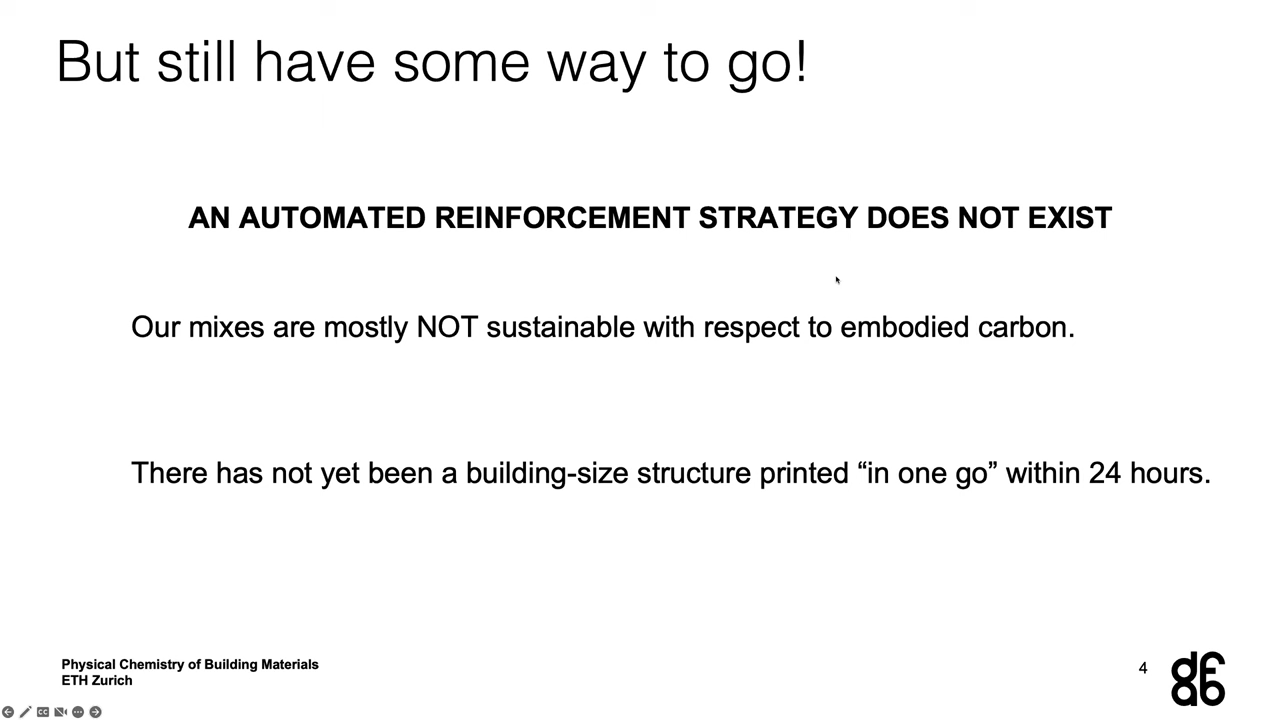 But still have some way to go!
AN AUTOMATED REINFORCEMENT STRATEGY DOES NOT EXIST
Our mixes are mostly NOT sustainable with respect to embodied carbon.
There has not yet been a building-size structure printed “in one go” within 24 hours.
Physical Chemistry of Building Materials
ETH Zurich
4
dfab
CC